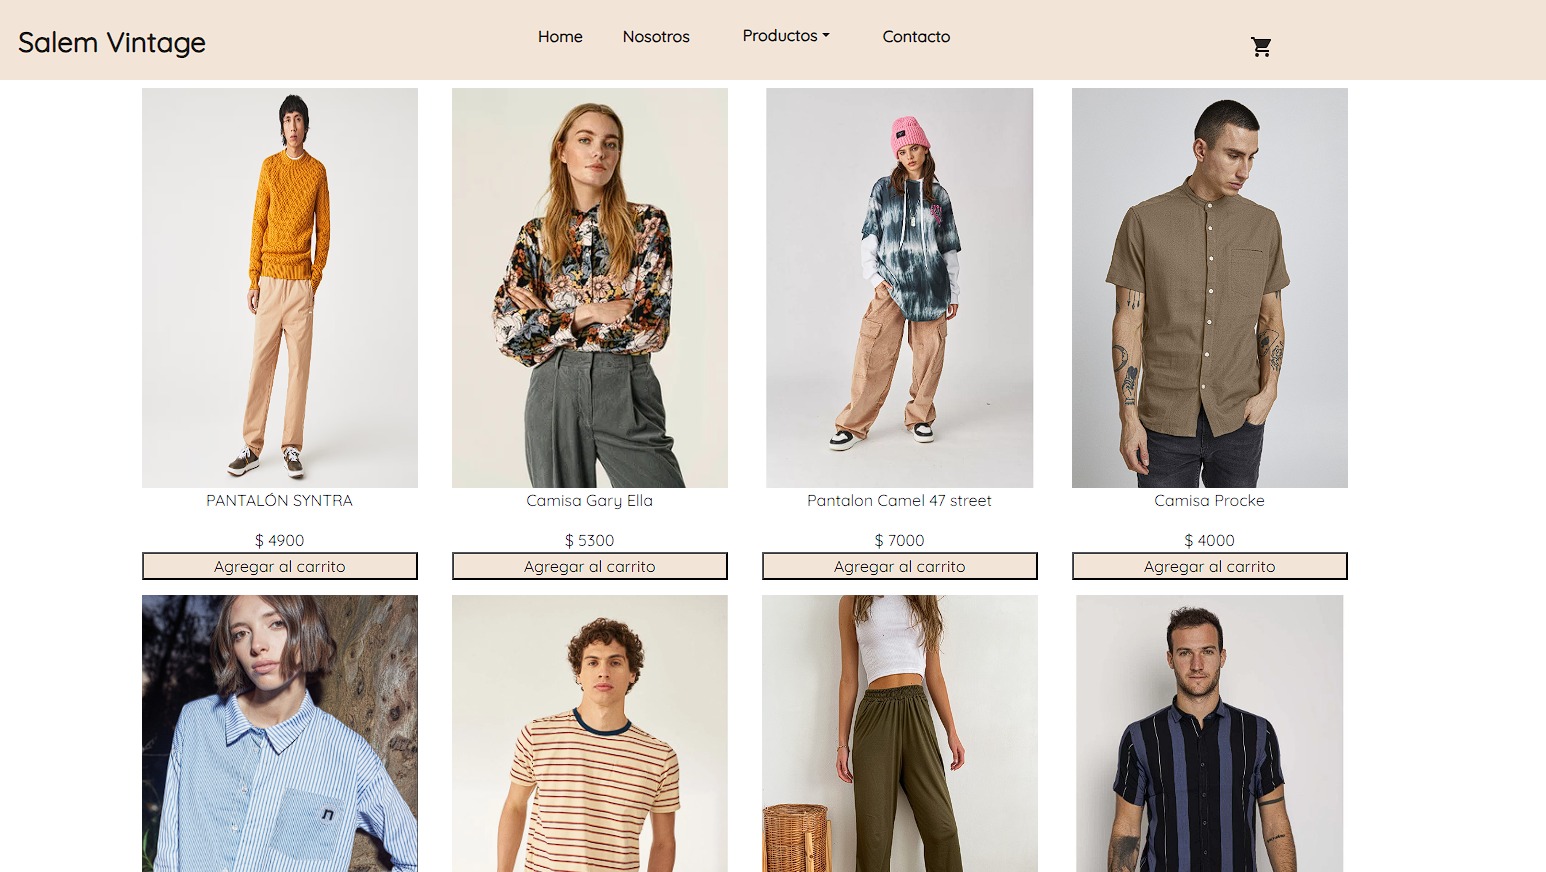 Salem Vintage
Home
Nosotros
Productos
Contacto
PANTALÓN SYNTRA
$ 4900
Agregar al carrito
Camisa Gary Ella
$ 5300
Agregar al carrito
Pantalon Camel 47 street
$ 7000
Agregar al carrito
Camisa Procke
$ 4000
Agregar al carrito